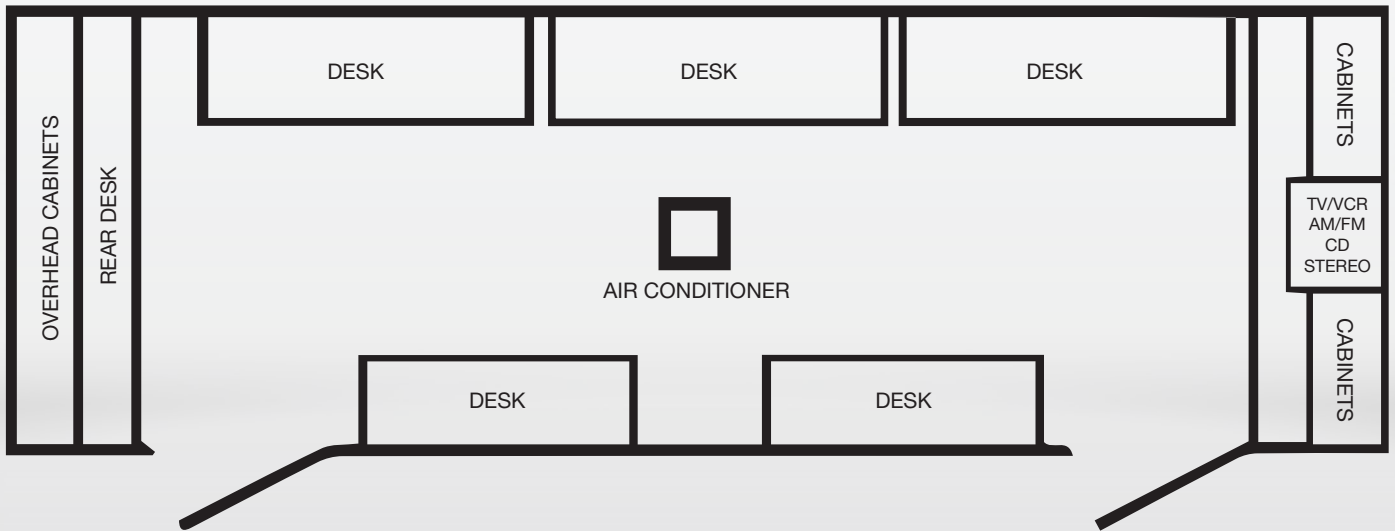 OVERHEAD CABINETS
REAR DESK
DESK
DESK
DESK
AIR CONDITIONER
DESK
DESK
CABINETS
TV/VCR
AM/FM
CD
STEREO
CABINETS